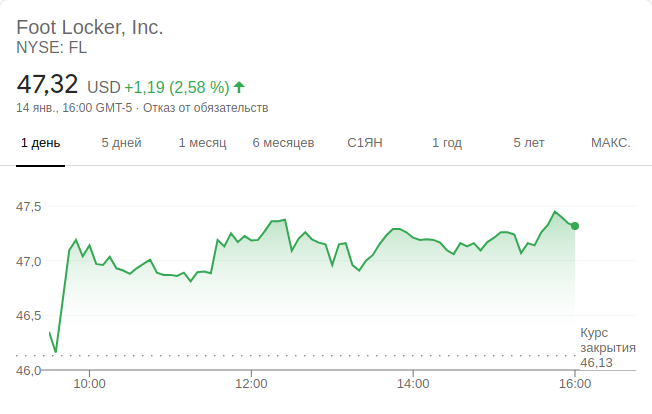 Foot Locker, Inc.
NYSE: FL
47,32 USD +1,19 (2,58 %)
14 янв., 16:00 GMT-5 · Отказ от обязательств
1 день 5 дней 1 месяц 6 месяцев С1ЯН 1 год 5 лет МАКС.
47,5
47,0
46,5
46,0
Курс
закрытия
46,13
10:00 12:00 14:00 16:00